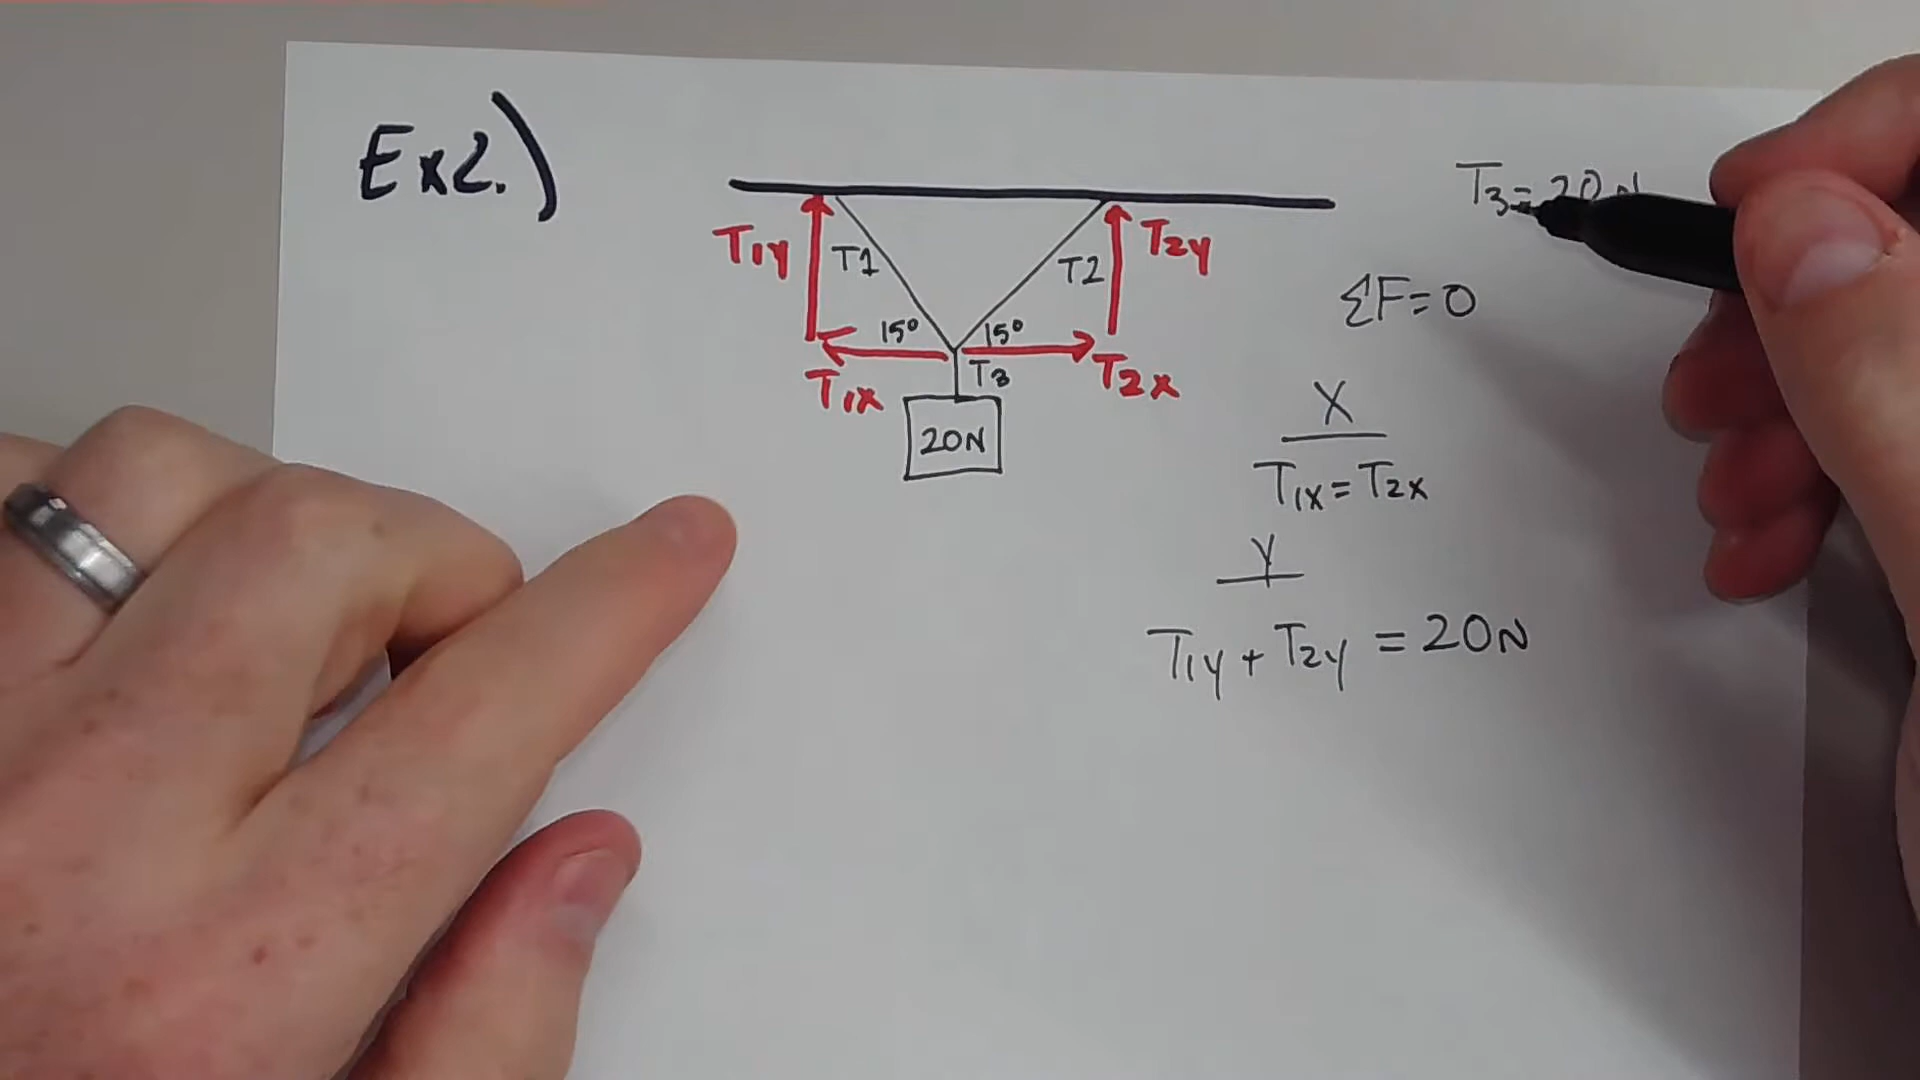 Ex2.)
T3=20N
T1y T1 T2 T2y
ΣF=0
15° 15°
T1x T3 T2x
20N
X
T1x=T2x
y
T1y+T2y=20N